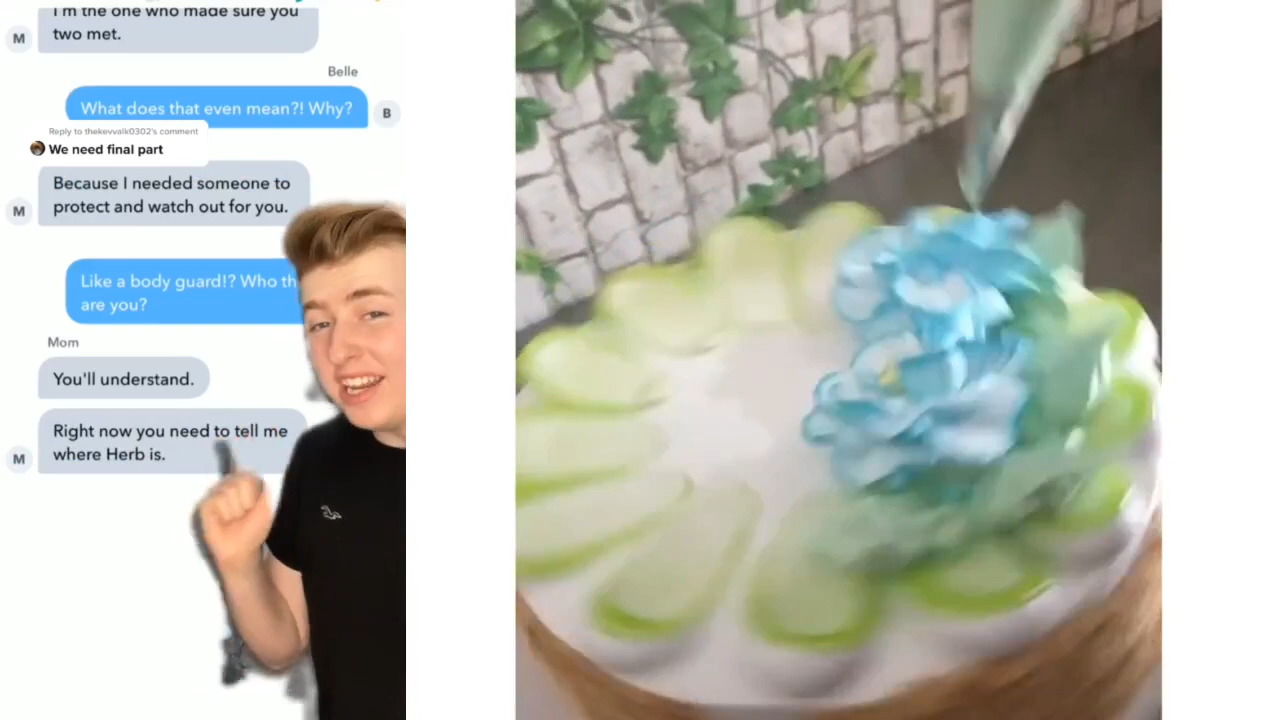 I'm the one who made sure you
two met.
M
Belle
What does that even mean?! Why?
B
Reply to thekevvalk0302's comment
We need final part
Because I needed someone to
protect and watch out for you.
M
Like a body guard!? Who th
are you?
Mom
You'll understand.
Right now you need to tell me
where Herb is.
M